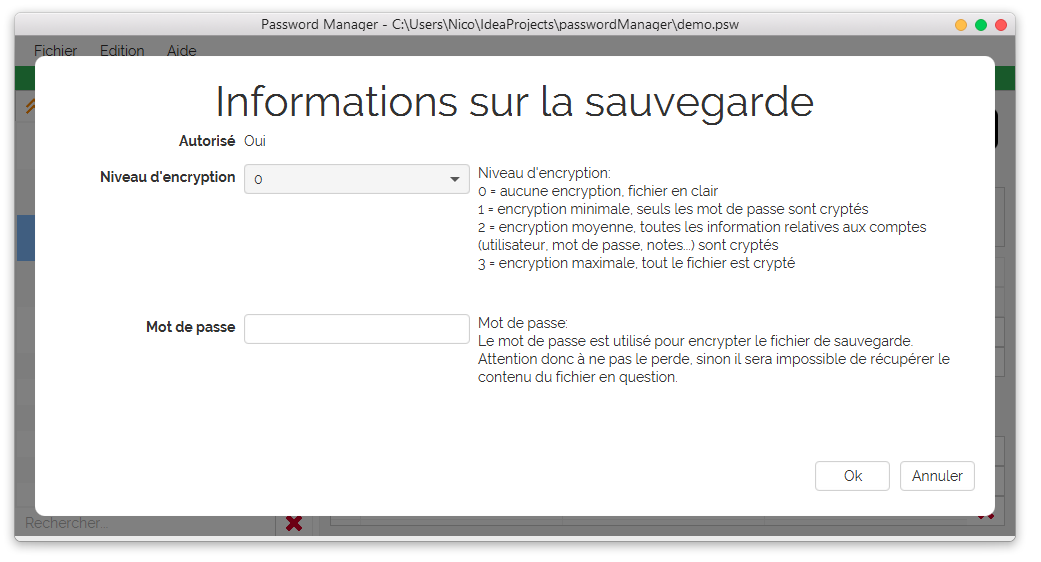 Password Manager - C:\Users\Nico\IdeaProjects\passwordManager\demo.psw
Fichier Edition Aide
Informations sur la sauvegarde
Autorisé Oui
Niveau d'encryption 0
Niveau d'encryption:
0 = aucune encryption, fichier en clair
1 = encryption minimale, seuls les mot de passe sont cryptés
2 = encryption moyenne, toutes les information relatives aux comptes
(utilisateur, mot de passe, notes...) sont cryptés
3 = encryption maximale, tout le fichier est crypté
Mot de passe
Mot de passe:
Le mot de passe est utilisé pour encrypter le fichier de sauvegarde.
Attention donc à ne pas le perde, sinon il sera impossible de récupérer le
contenu du fichier en question.
Ok Annuler
Rechercher...